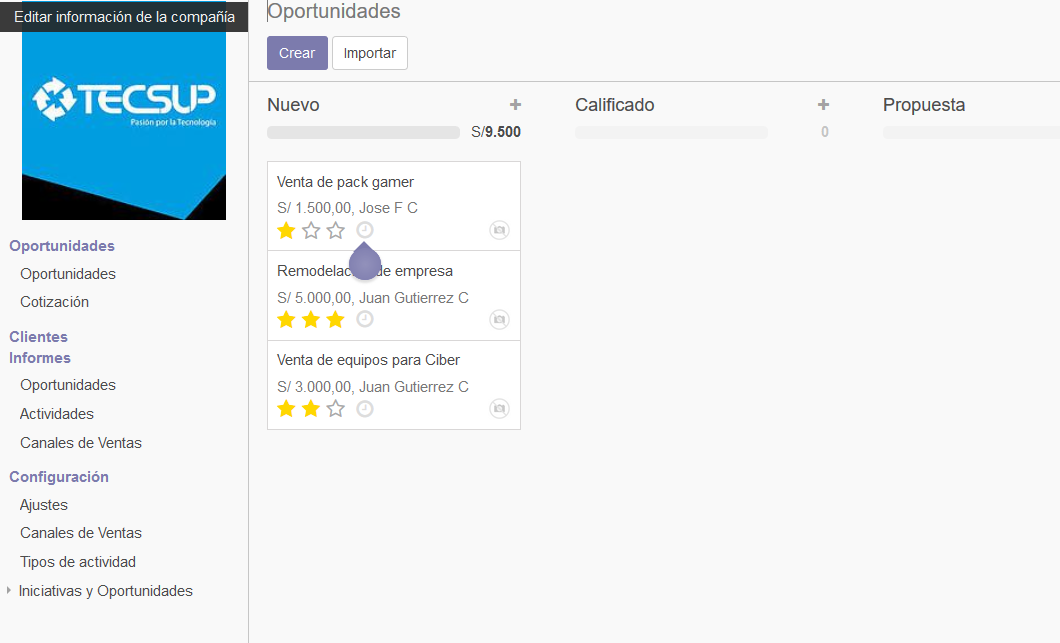 Editar información de la compañía
TECSUP
Pasión por la Tecnología
Oportunidades
Oportunidades
Cotización
Clientes
Informes
Oportunidades
Actividades
Canales de Ventas
Configuración
Ajustes
Canales de Ventas
Tipos de actividad
Iniciativas y Oportunidades
Oportunidades
Crear
Importar
Nuevo +
S/9.500
Venta de pack gamer
S/ 1.500,00, Jose F C
de empresa
S/ 5.000,00, Juan Gutierrez C
Venta de equipos para Ciber
S/ 3.000,00, Juan Gutierrez C
Calificado +
0
Propuesta